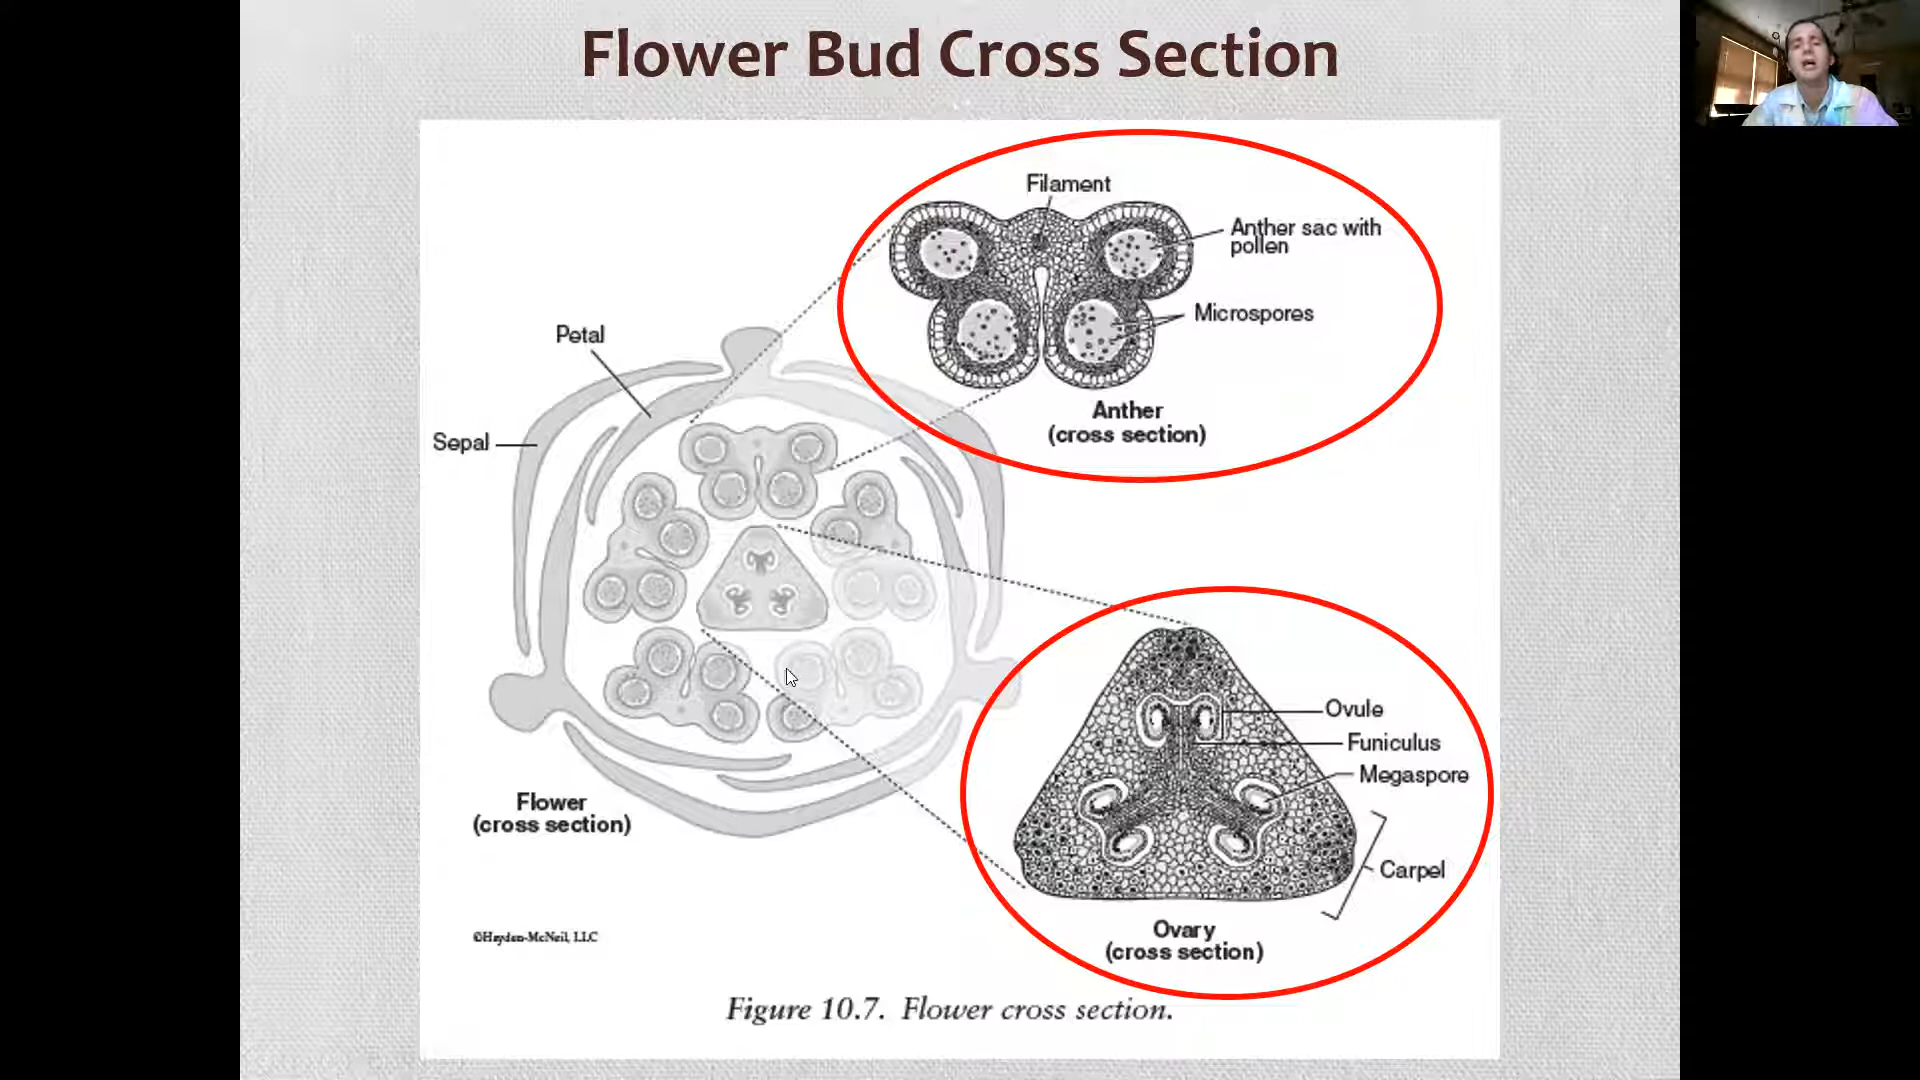 Flower Bud Cross Section
Filament
Anther sac with
pollen
Microspores
Anther
(cross section)
Petal
Sepal
Flower
(cross section)
Ovule
Funiculus
Megaspore
Carpel
Ovary
(cross section)
©Hayden-McNeil, LLC
Figure 10.7. Flower cross section.